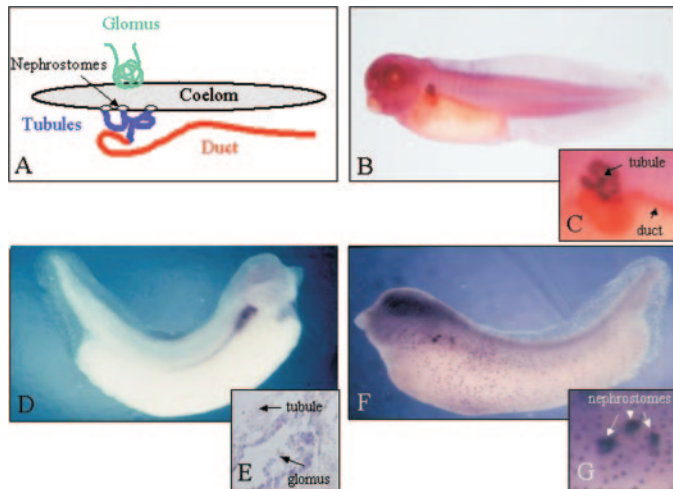 Glomus
Nephrostomes
Coelom
Tubules
Duct
A
B
tubule
duct
C
D
tubule
glomus
E
F
nephrostomes
G